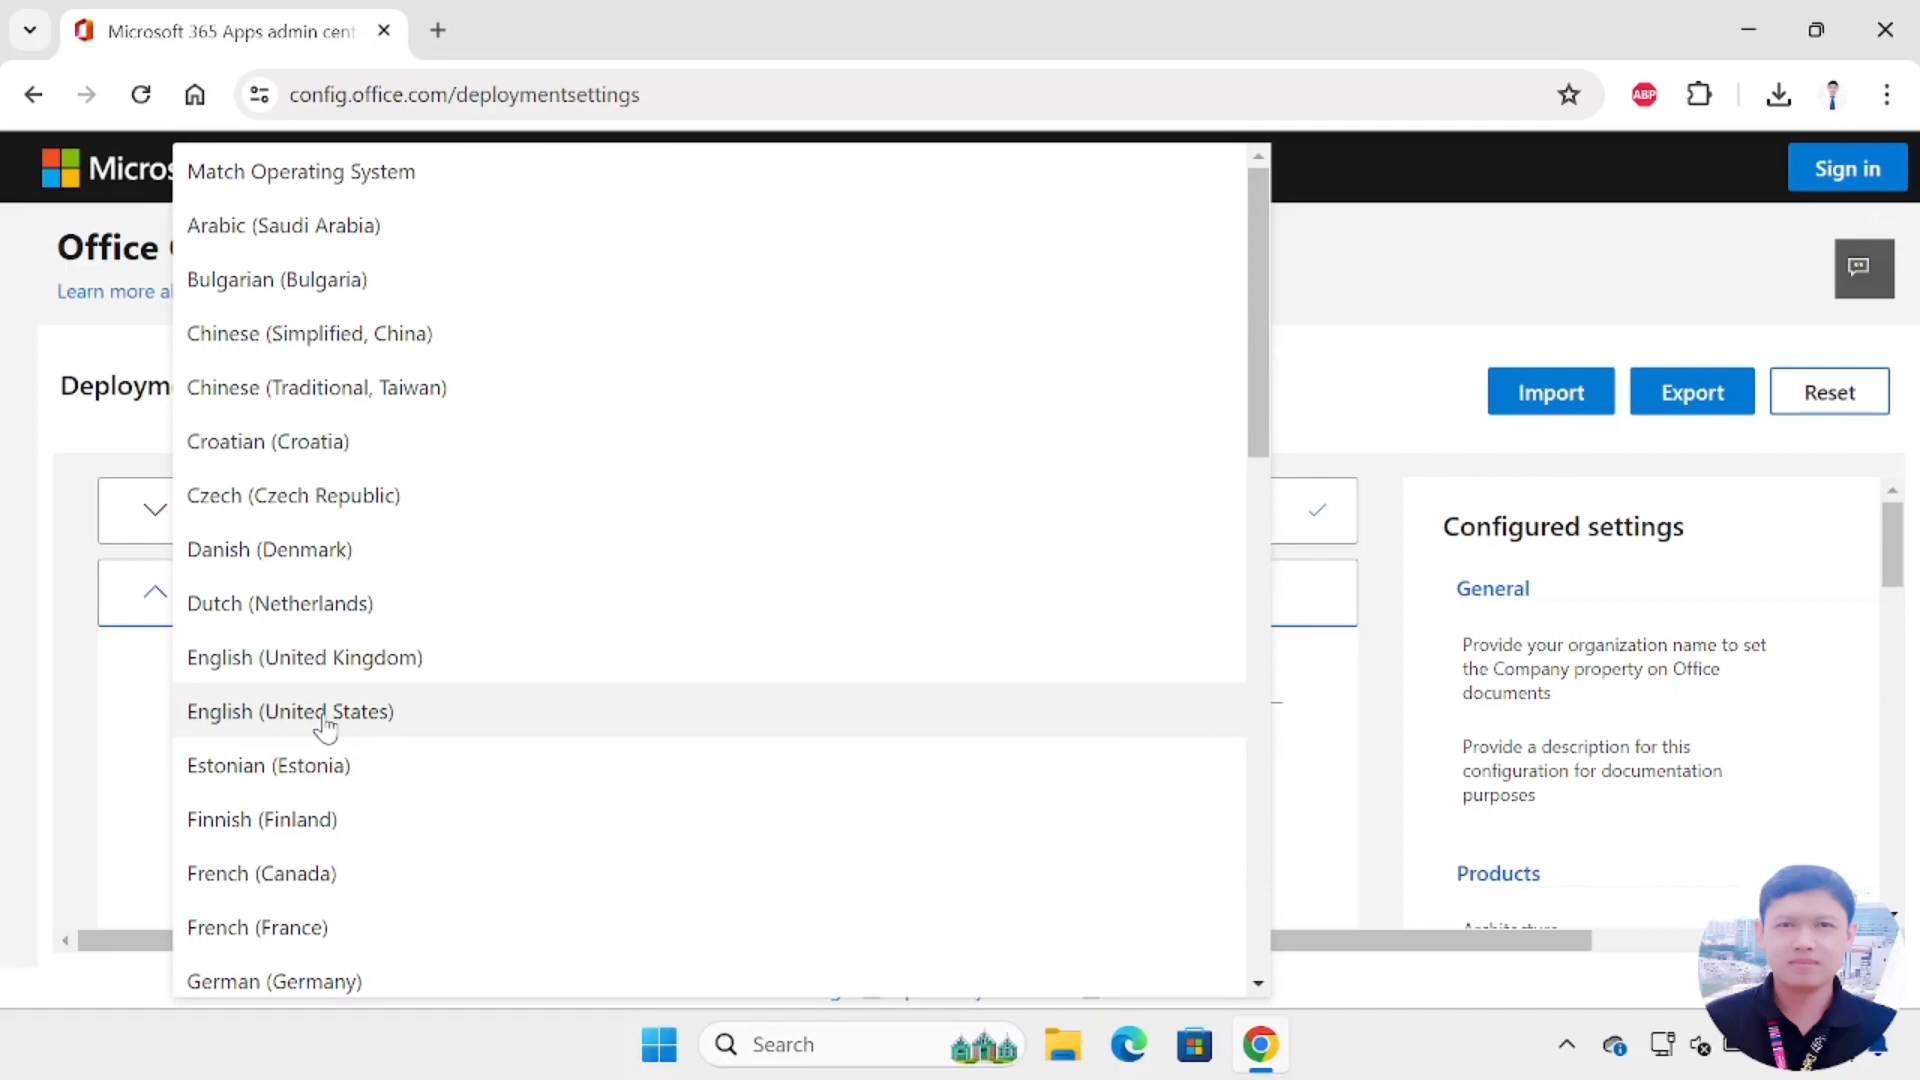 Microsoft 365 Apps admin cent
config.office.com/deploymentsettings
ABP
Micros
Sign in
Match Operating System
Arabic (Saudi Arabia)
Bulgarian (Bulgaria)
Chinese (Simplified, China)
Chinese (Traditional, Taiwan)
Croatian (Croatia)
Czech (Czech Republic)
Danish (Denmark)
Dutch (Netherlands)
English (United Kingdom)
English (United States)
Estonian (Estonia)
Finnish (Finland)
French (Canada)
French (France)
German (Germany)
Office
Learn more a
Deploym
Import
Export
Reset
Configured settings
General
Provide your organization name to set
the Company property on Office
documents
Provide a description for this
configuration for documentation
purposes
Products
Search